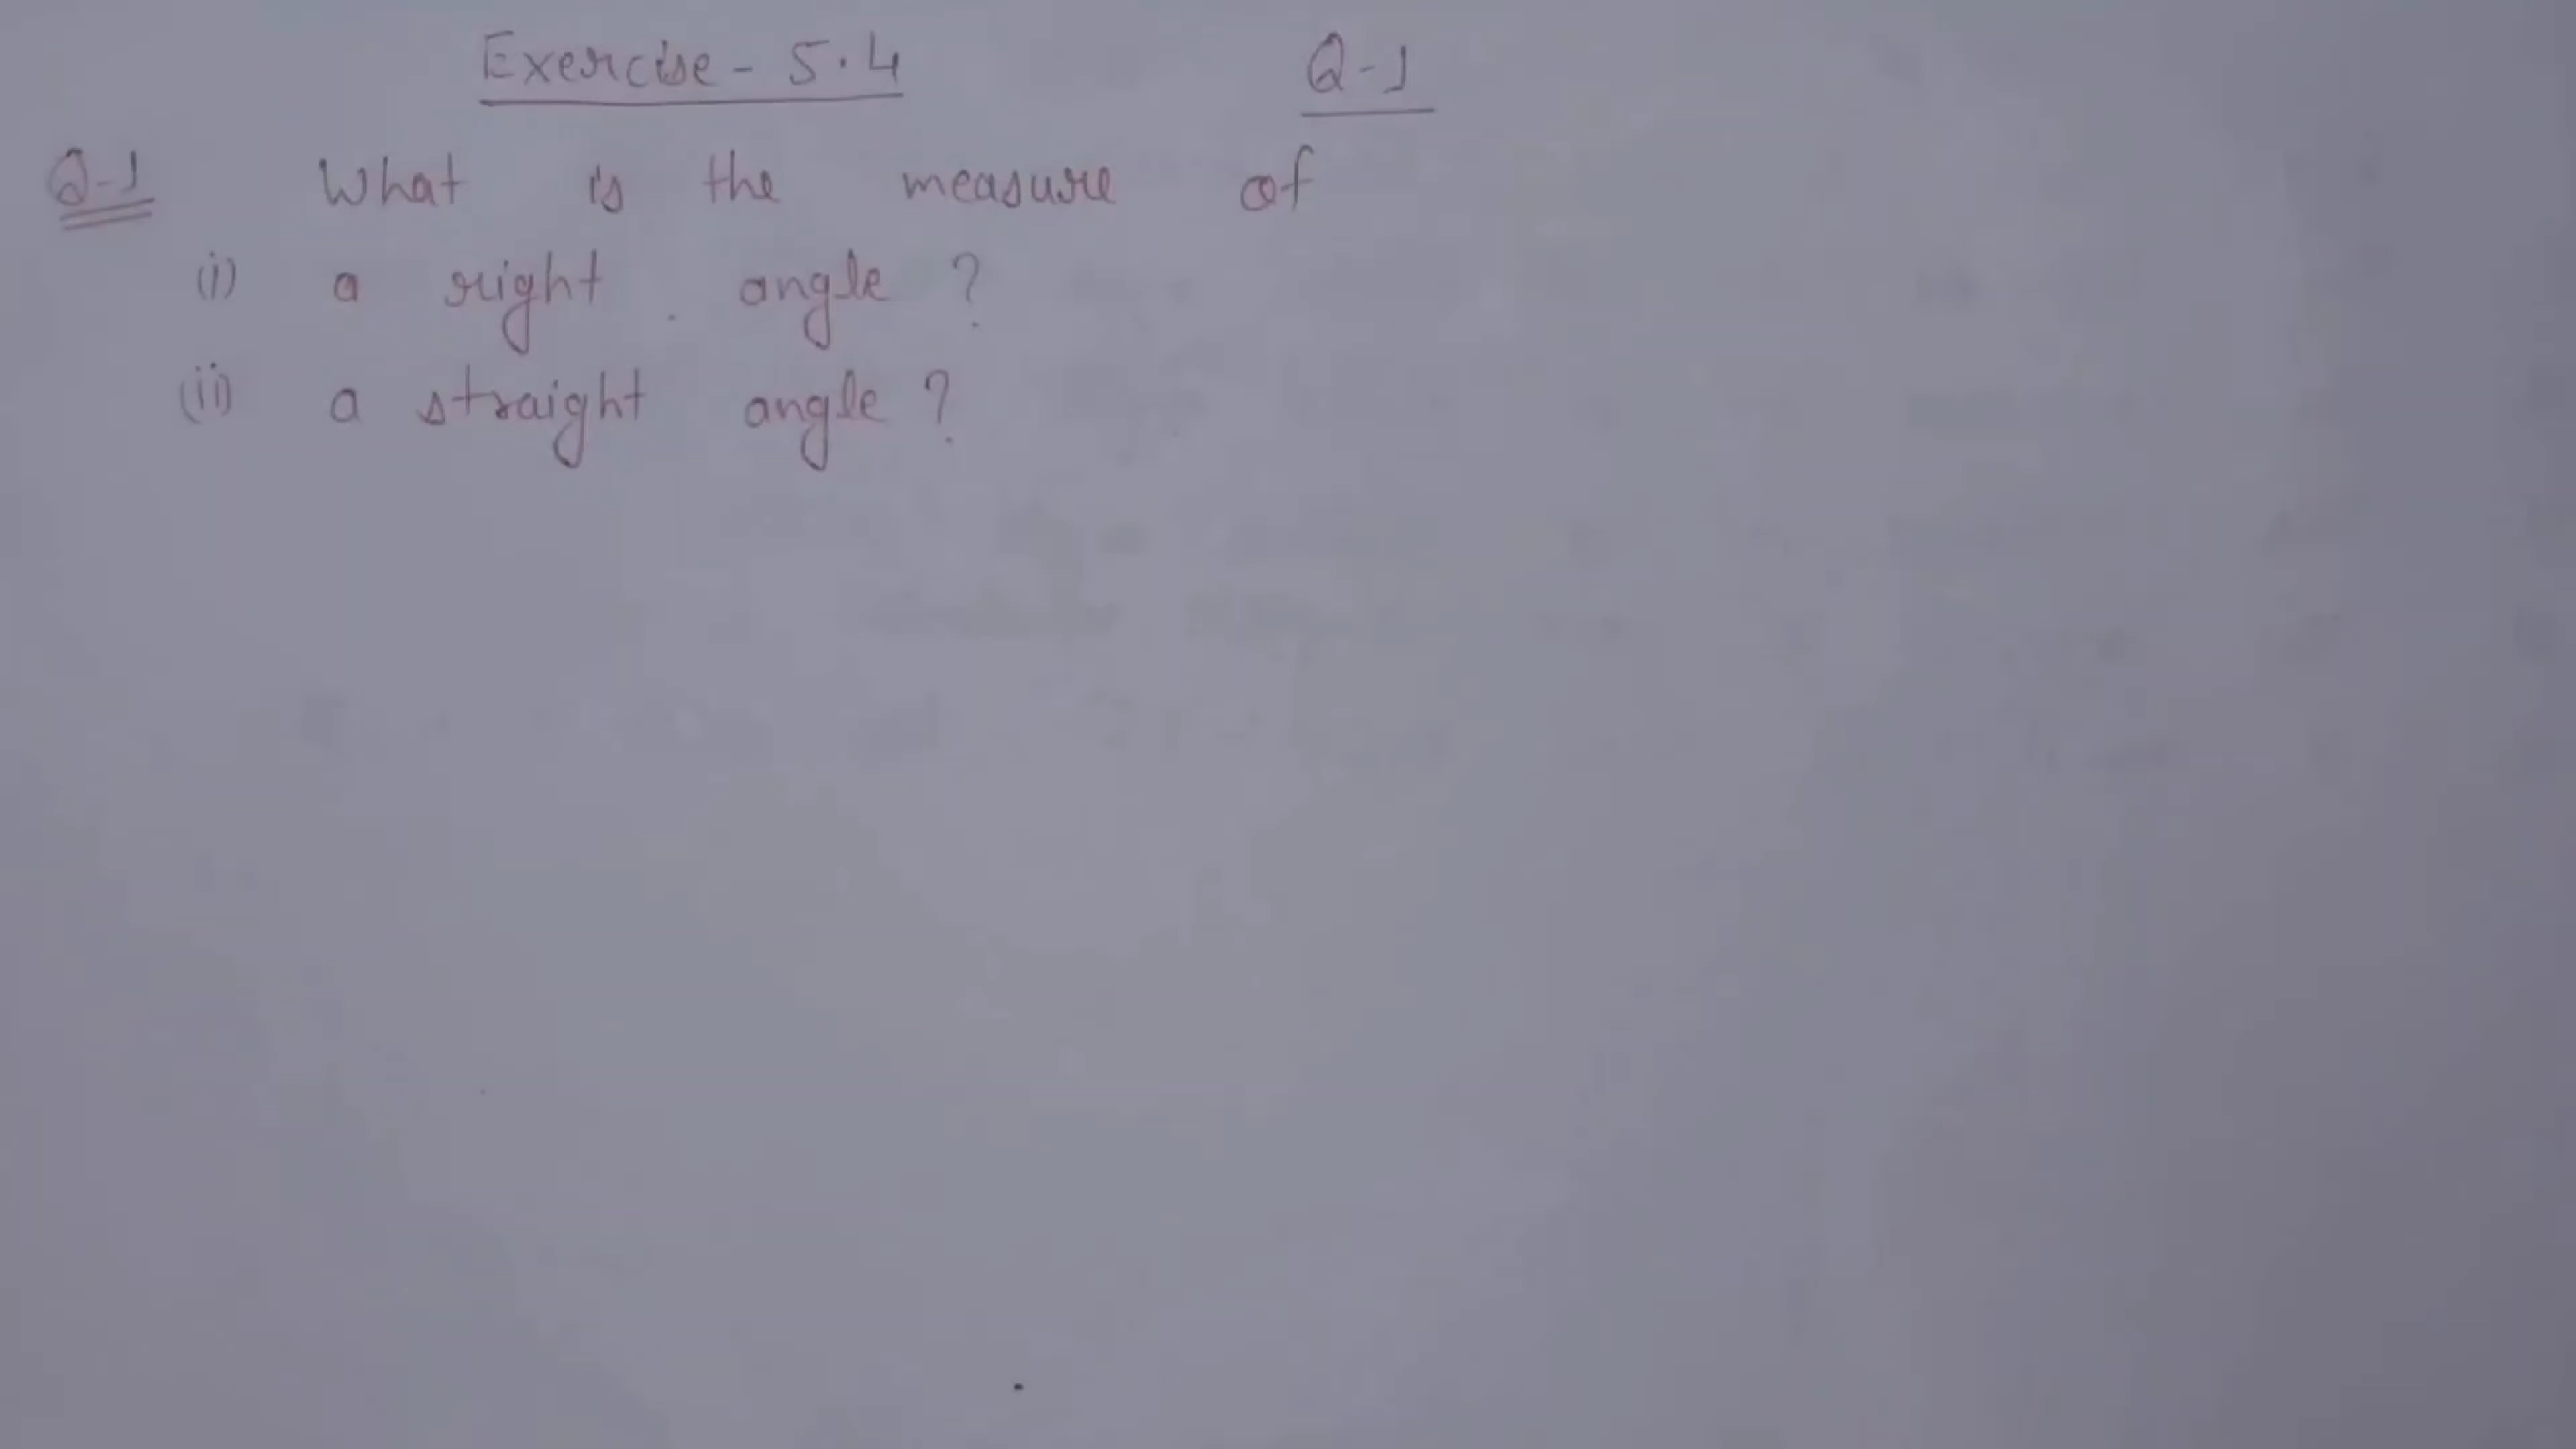 Exercise - 5.4 Q-1
Q-1 What is the measure of
(i) a right angle ?
(ii) a straight angle ?